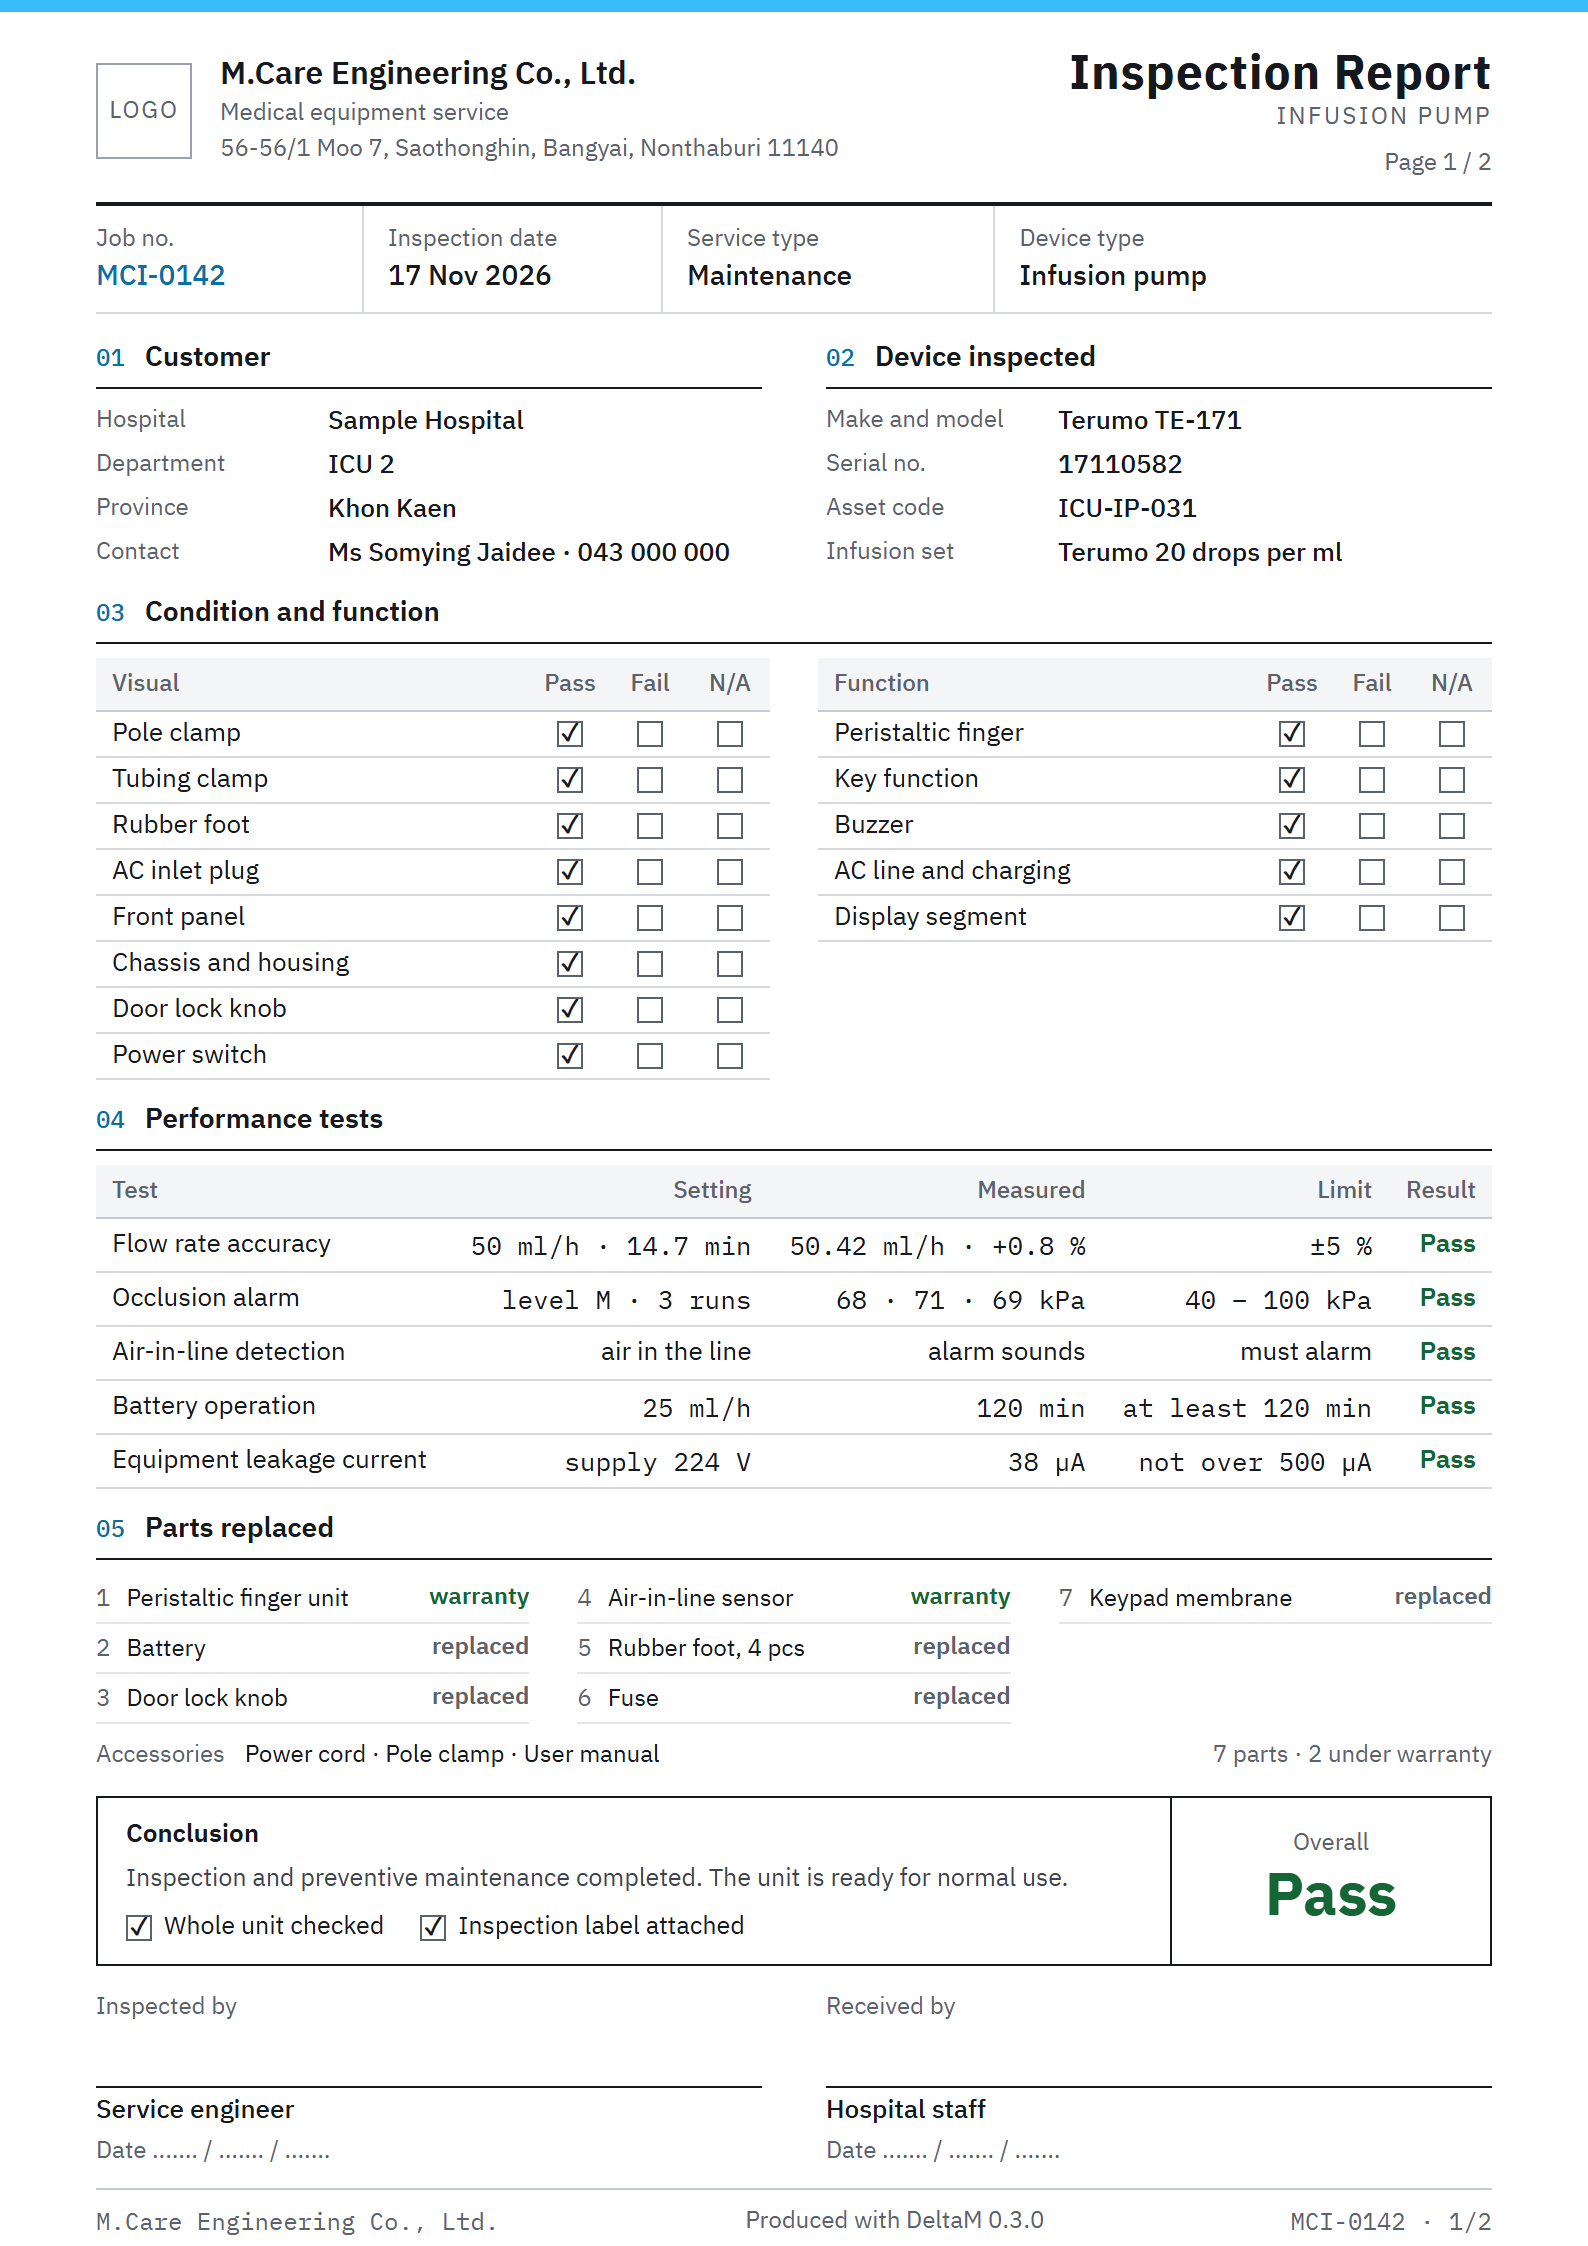 LOGO
M.Care Engineering Co., Ltd.
Medical equipment service
56-56/1 Moo 7, Saothonghin, Bangyai, Nonthaburi 11140
Inspection Report
INFUSION PUMP
Page 1 / 2
Job no.
MCI-0142
Inspection date
17 Nov 2026
Service type
Maintenance
Device type
Infusion pump
01 Customer
Hospital Sample Hospital
Department ICU 2
Province Khon Kaen
Contact Ms Somying Jaidee · 043 000 000
02 Device inspected
Make and model Terumo TE-171
Serial no. 17110582
Asset code ICU-IP-031
Infusion set Terumo 20 drops per ml
03 Condition and function
Visual Pass Fail N/A
Pole clamp ☑ ☐ ☐
Tubing clamp ☑ ☐ ☐
Rubber foot ☑ ☐ ☐
AC inlet plug ☑ ☐ ☐
Front panel ☑ ☐ ☐
Chassis and housing ☑ ☐ ☐
Door lock knob ☑ ☐ ☐
Power switch ☑ ☐ ☐
Function Pass Fail N/A
Peristaltic finger ☑ ☐ ☐
Key function ☑ ☐ ☐
Buzzer ☑ ☐ ☐
AC line and charging ☑ ☐ ☐
Display segment ☑ ☐ ☐
04 Performance tests
Test Setting Measured Limit Result
Flow rate accuracy 50 ml/h · 14.7 min 50.42 ml/h · +0.8 % ±5 % Pass
Occlusion alarm level M · 3 runs 68 · 71 · 69 kPa 40 – 100 kPa Pass
Air-in-line detection air in the line alarm sounds must alarm Pass
Battery operation 25 ml/h 120 min at least 120 min Pass
Equipment leakage current supply 224 V 38 µA not over 500 µA Pass
05 Parts replaced
1 Peristaltic finger unit warranty
2 Battery replaced
3 Door lock knob replaced
4 Air-in-line sensor warranty
5 Rubber foot, 4 pcs replaced
6 Fuse replaced
7 Keypad membrane replaced
Accessories Power cord · Pole clamp · User manual
7 parts · 2 under warranty
Conclusion
Inspection and preventive maintenance completed. The unit is ready for normal use.
☑ Whole unit checked ☑ Inspection label attached
Overall
Pass
Inspected by
Service engineer
Date ....... / ....... / .......
Received by
Hospital staff
Date ....... / ....... / .......
M.Care Engineering Co., Ltd. Produced with DeltaM 0.3.0 MCI-0142 · 1/2